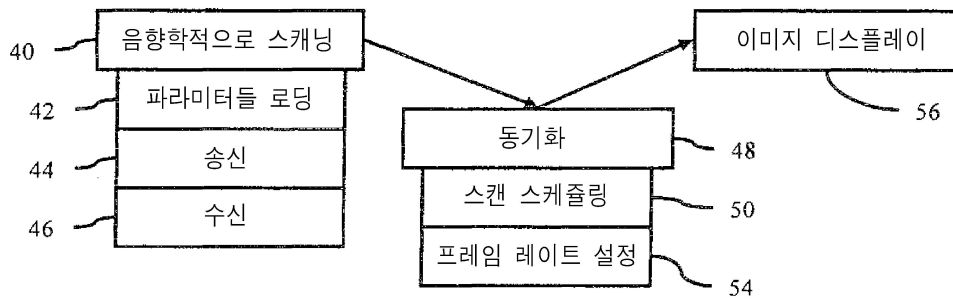 40 음향학적으로 스캐닝
42 파라미터들 로딩
44 송신
46 수신
동기화 48
스캔 스케쥴링 50
프레임 레이트 설정 54
이미지 디스플레이 56